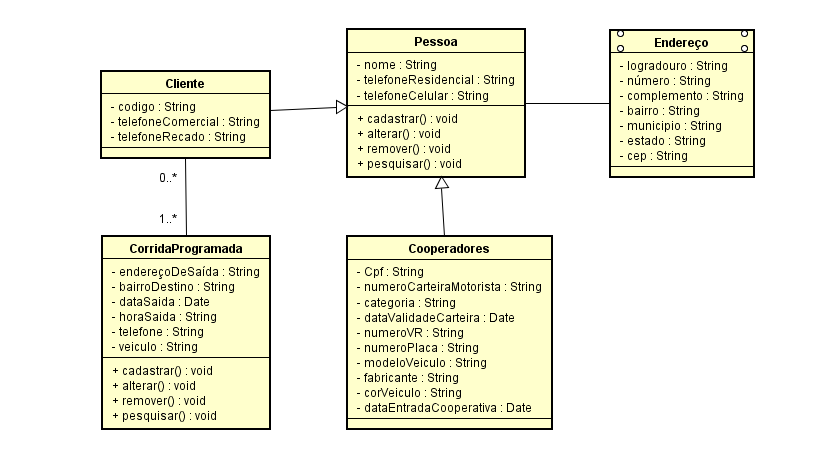 Pessoa
- nome : String
- telefoneResidencial : String
- telefoneCelular : String
+ cadastrar() : void
+ alterar() : void
+ remover() : void
+ pesquisar() : void
Endereço
- logradouro : String
- número : String
- complemento : String
- bairro : String
- municipio : String
- estado : String
- cep : String
Cliente
- codigo : String
- telefoneComercial : String
- telefoneRecado : String
0..*
1..*
CorridaProgramada
- endereçoDeSaída : String
- bairroDestino : String
- dataSaida : Date
- horaSaida : String
- telefone : String
- veiculo : String
+ cadastrar() : void
+ alterar() : void
+ remover() : void
+ pesquisar() : void
Cooperadores
- Cpf : String
- numeroCarteiraMotorista : String
- categoria : String
- dataValidadeCarteira : Date
- numeroVR : String
- numeroPlaca : String
- modeloVeiculo : String
- fabricante : String
- corVeiculo : String
- dataEntradaCooperativa : Date